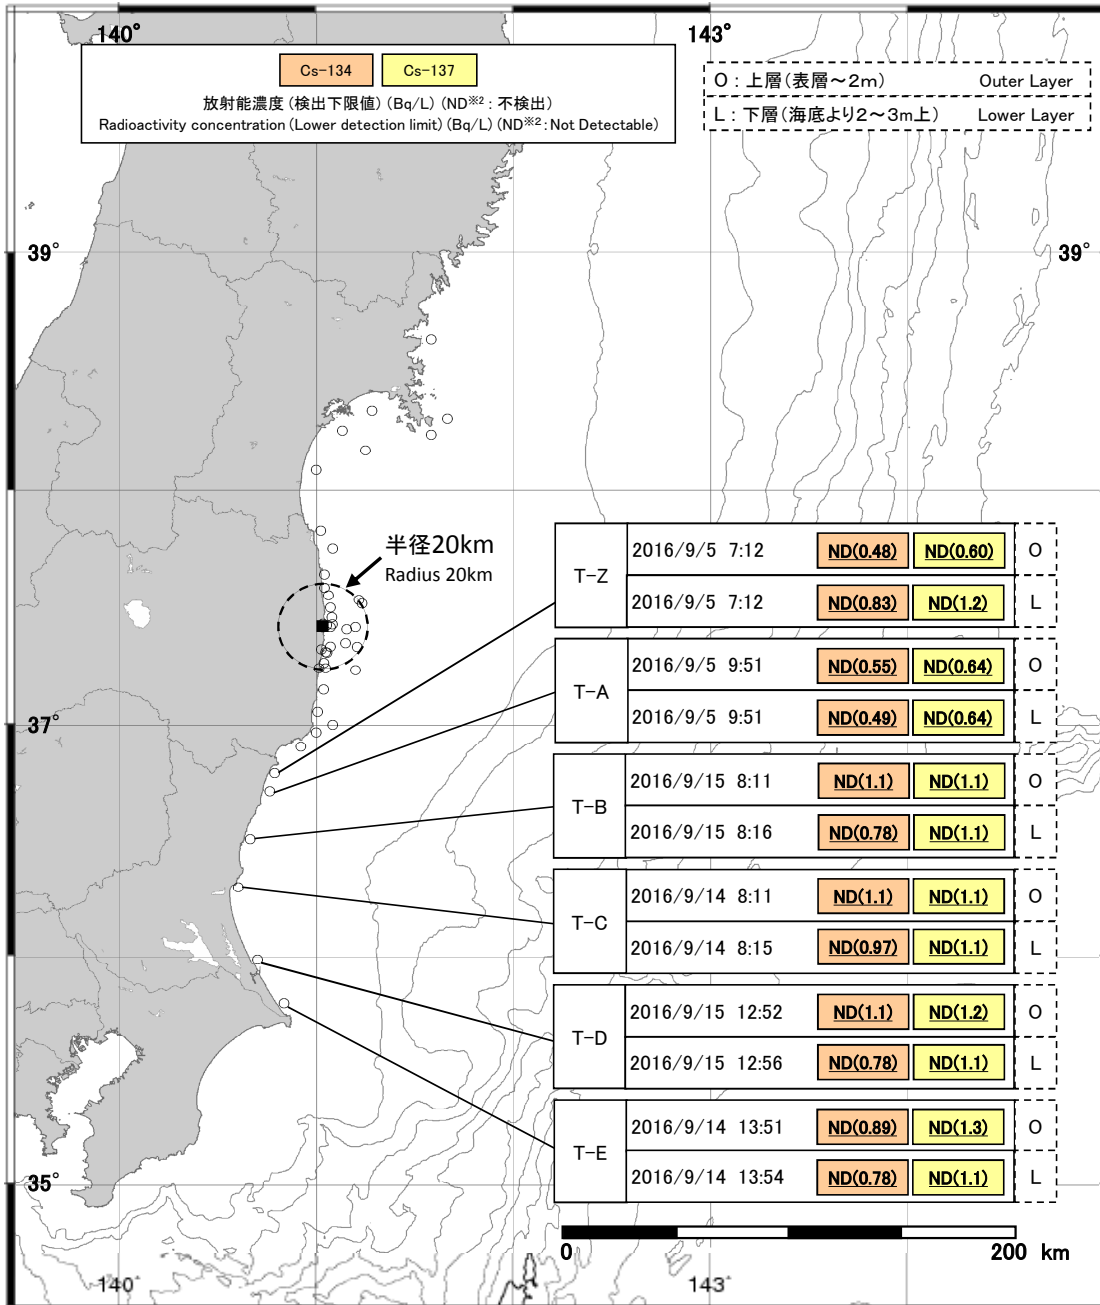 140°
143°
Cs-134 Cs-137
放射能濃度(検出下限値)(Bq/L)(ND※2:不検出)
Radioactivity concentration(Lower detection limit)(Bq/L)(ND※2:Not Detectable)
O:上層(表層～2m) Outer Layer
L:下層(海底より2～3m上) Lower Layer
39°
39°
半径20km
Radius 20km
T-Z
2016/9/5 7:12 ND(0.48) ND(0.60) O
2016/9/5 7:12 ND(0.83) ND(1.2) L
T-A
2016/9/5 9:51 ND(0.55) ND(0.64) O
2016/9/5 9:51 ND(0.49) ND(0.64) L
37°
T-B
2016/9/15 8:11 ND(1.1) ND(1.1) O
2016/9/15 8:16 ND(0.78) ND(1.1) L
T-C
2016/9/14 8:11 ND(1.1) ND(1.1) O
2016/9/14 8:15 ND(0.97) ND(1.1) L
T-D
2016/9/15 12:52 ND(1.1) ND(1.2) O
2016/9/15 12:56 ND(0.78) ND(1.1) L
T-E
2016/9/14 13:51 ND(0.89) ND(1.3) O
2016/9/14 13:54 ND(0.78) ND(1.1) L
35°
0 200 km
140°
143°